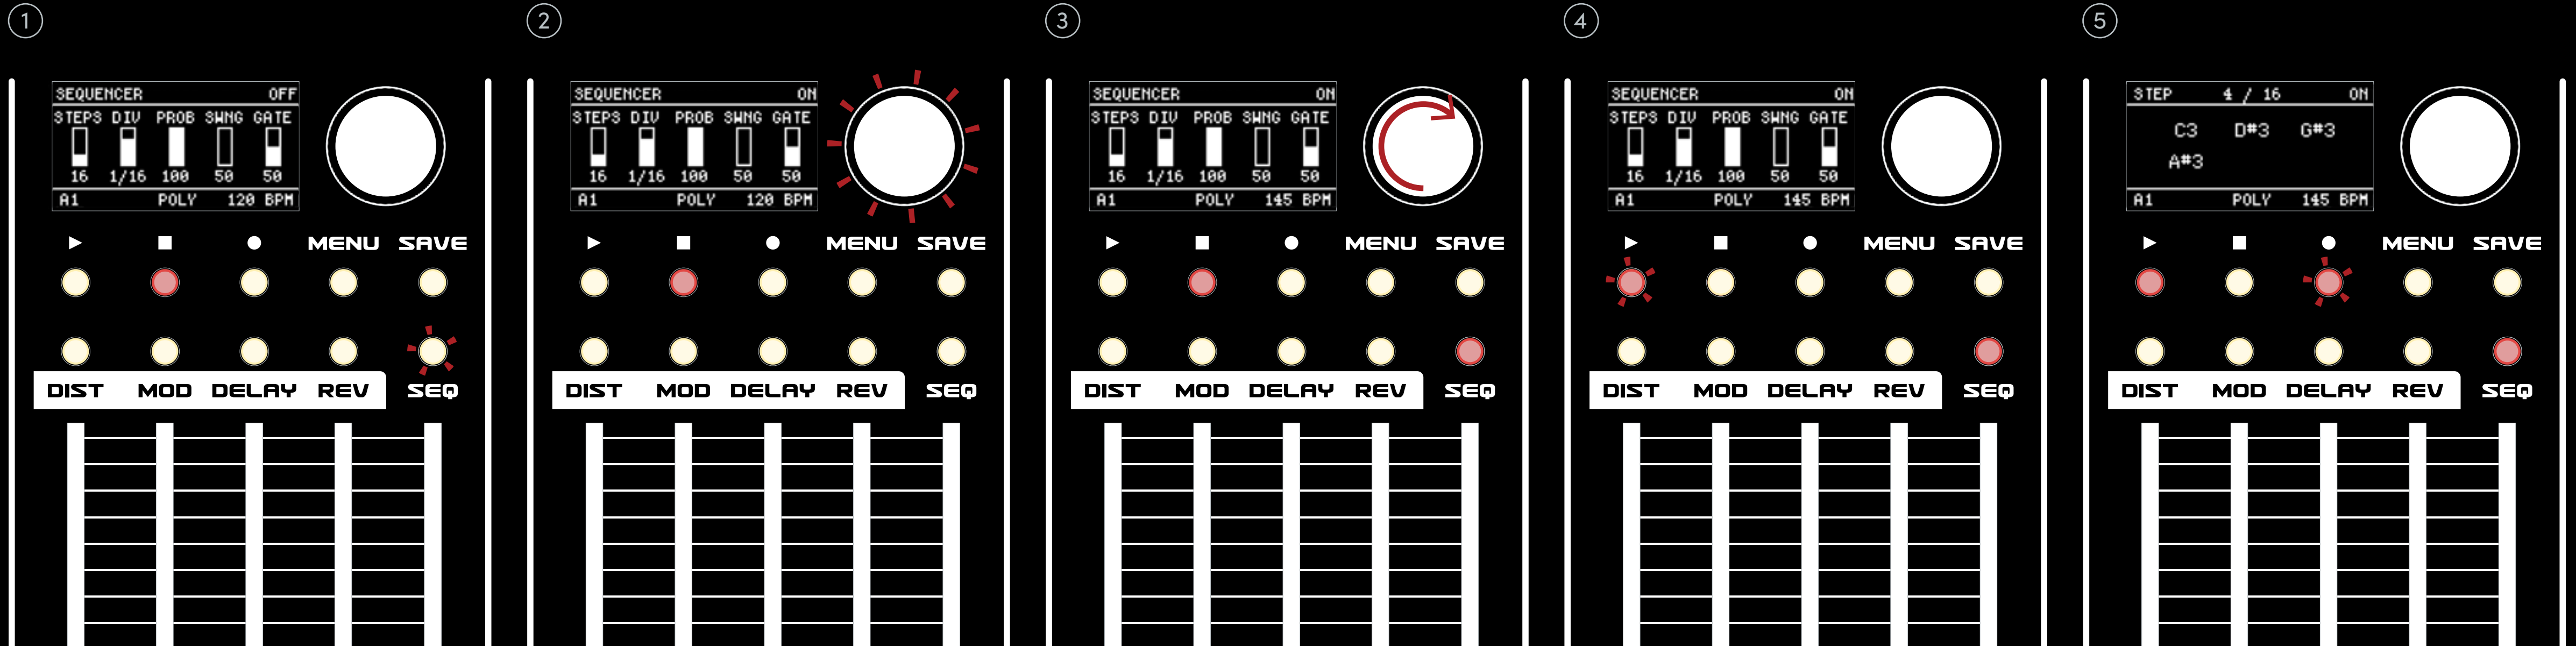 1
SEQUENCER OFF
STEPS DIV PROB SWNG GATE
16 1/16 100 50 50
A1 POLY 120 BPM
MENU SAVE
DIST MOD DELAY REV SEQ
2
SEQUENCER ON
STEPS DIV PROB SWNG GATE
16 1/16 100 50 50
A1 POLY 120 BPM
MENU SAVE
DIST MOD DELAY REV SEQ
3
SEQUENCER ON
STEPS DIV PROB SWNG GATE
16 1/16 100 50 50
A1 POLY 145 BPM
MENU SAVE
DIST MOD DELAY REV SEQ
4
SEQUENCER ON
STEPS DIV PROB SWNG GATE
16 1/16 100 50 50
A1 POLY 145 BPM
MENU SAVE
DIST MOD DELAY REV SEQ
5
STEP 4 / 16 ON
C3 D#3 G#3
A#3
A1 POLY 145 BPM
MENU SAVE
DIST MOD DELAY REV SEQ